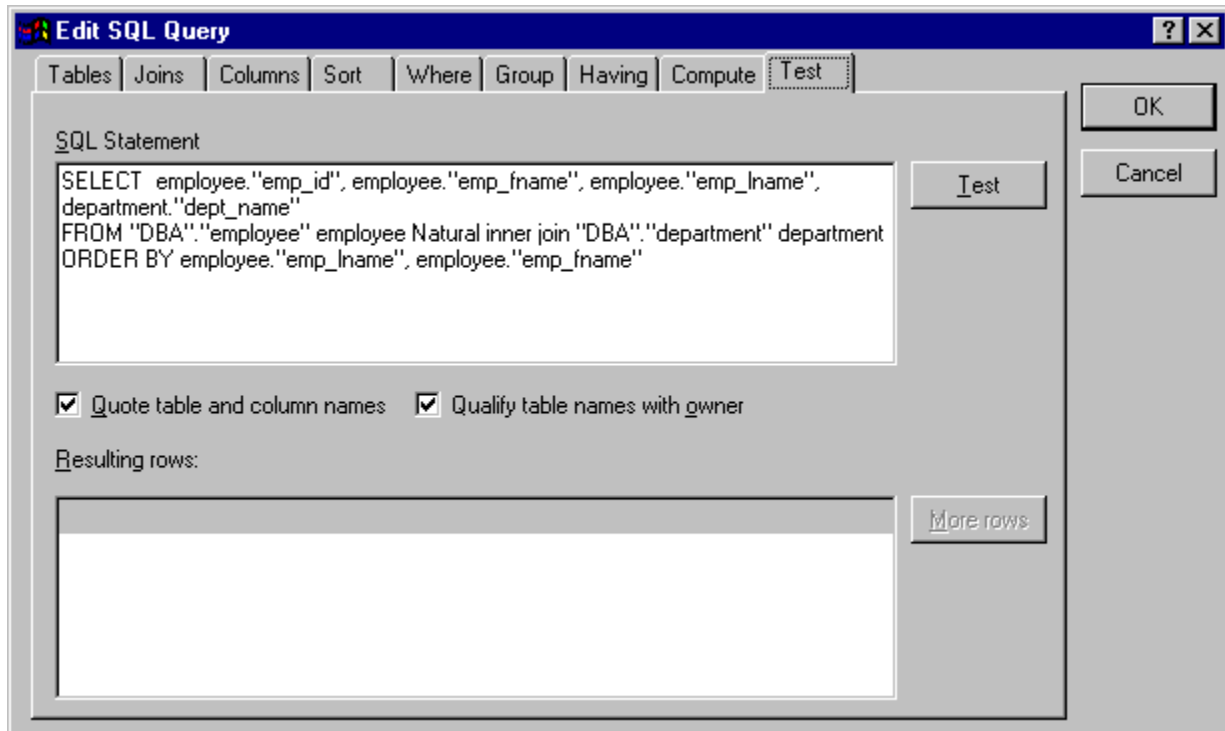 Edit SQL Query
Tables Joins Columns Sort Where Group Having Compute Test
OK
Cancel
SQL Statement
SELECT  employee."emp_id", employee."emp_fname", employee."emp_lname",
department."dept_name"
FROM "DBA"."employee" employee Natural inner join "DBA"."department" department
ORDER BY employee."emp_lname", employee."emp_fname"
Test
Quote table and column names Qualify table names with owner
Resulting rows:
More rows